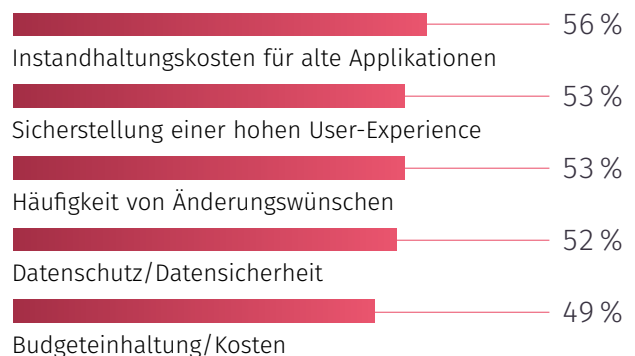 56 %
Instandhaltungskosten für alte Applikationen
53 %
Sicherstellung einer hohen User-Experience
53 %
Häufigkeit von Änderungswünschen
52 %
Datenschutz/Datensicherheit
49 %
Budgeteinhaltung/Kosten